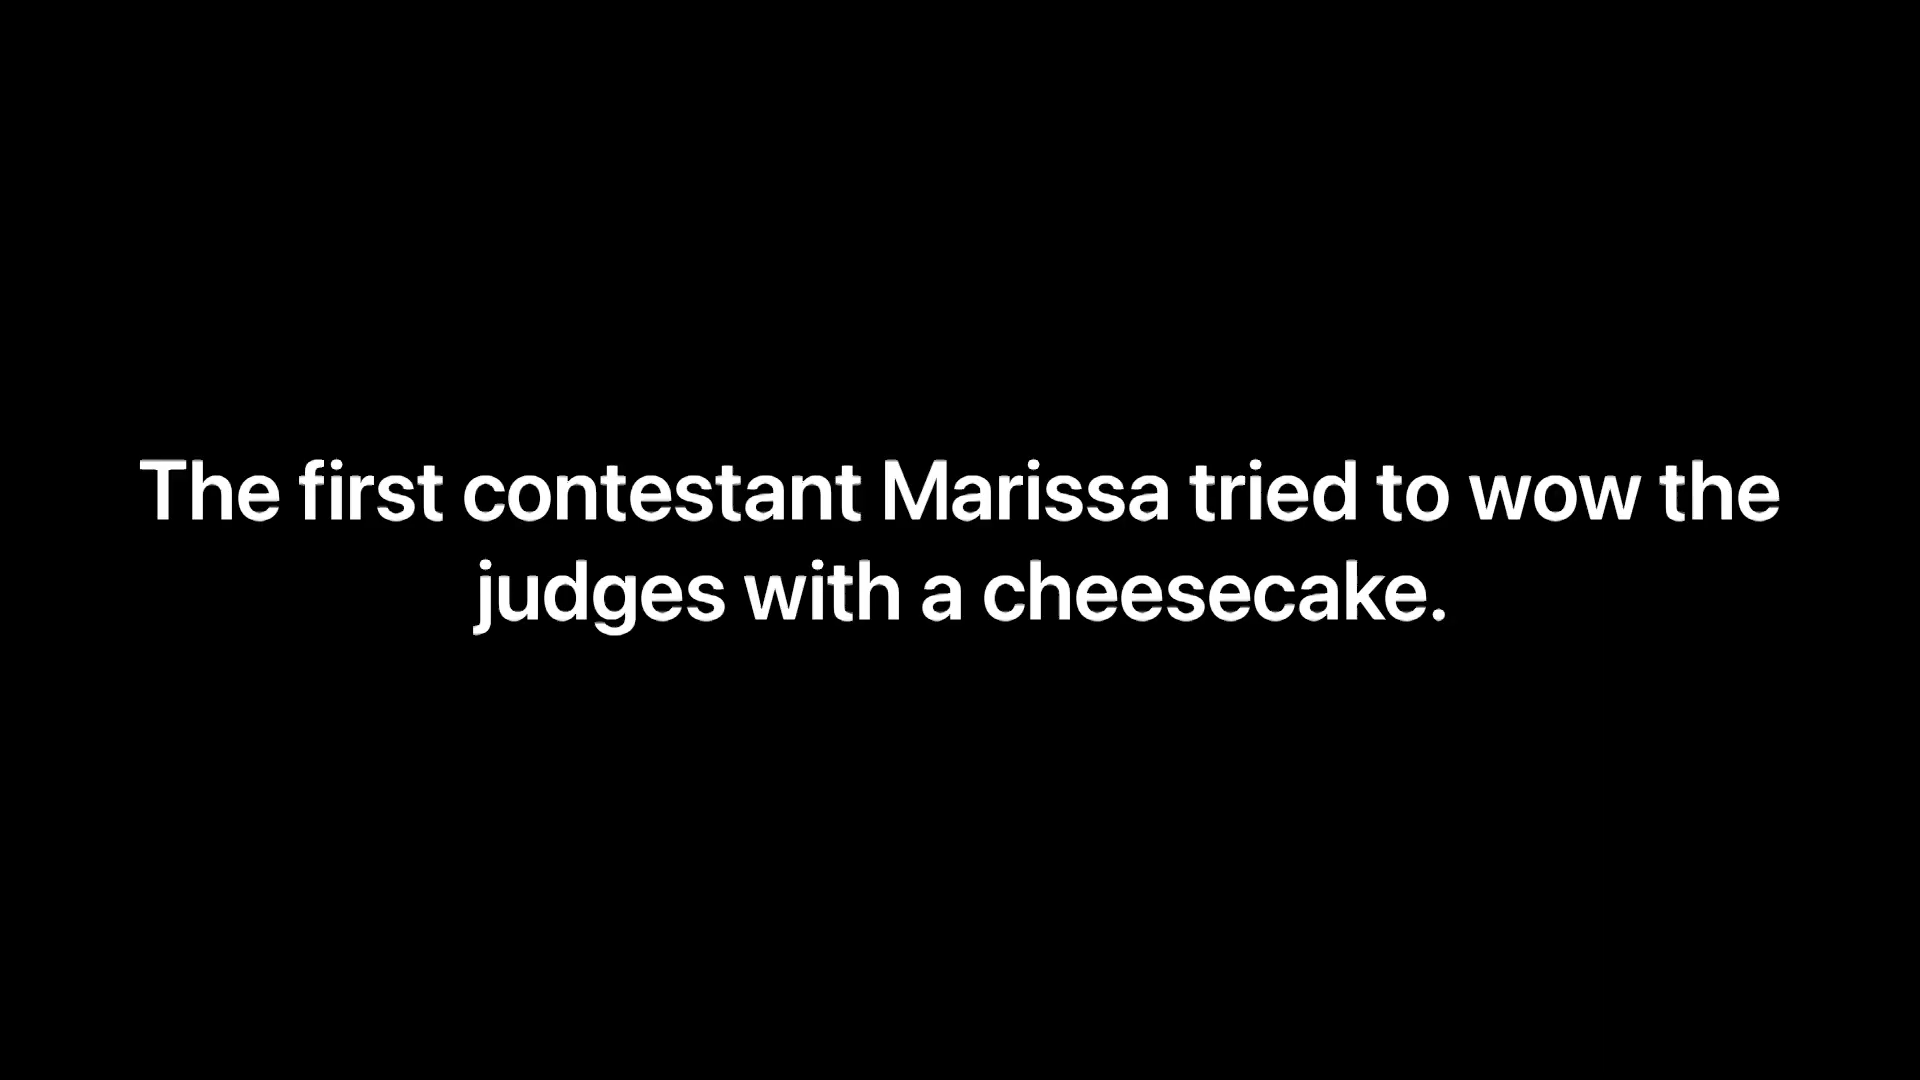 The first contestant Marissa tried to wow the
judges with a cheesecake.